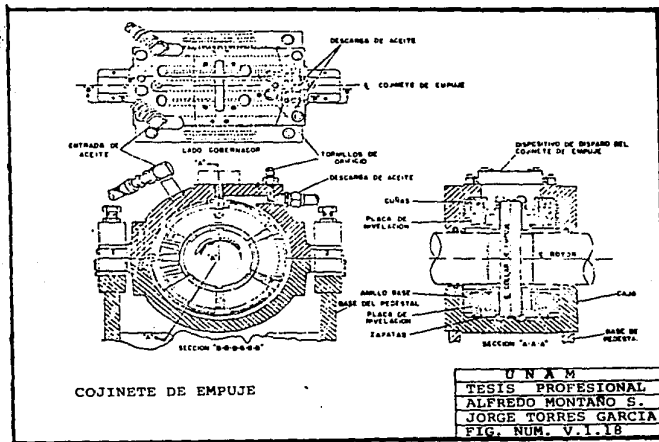 DESCARGA DE ACEITE
℄ COJINETE DE EMPUJE
ENTRADA DE
ACEITE
LADO GOBERNADOR
TORNILLOS DE
ORIFICIO
"A"
DESCARGA DE ACEITE
DISPOSITIVO DE DISPARO DEL
COJINETE DE EMPUJE
CUÑAS
PLACA DE
NIVELACION
℄ ROTOR
ANILLO BASE
BASE DEL PEDESTAL
PLACA DE
NIVELACION
ZAPATAS
CAJA
BASE DE
PEDESTA.
"A"
SECCION "B-B-B-B-B-B"
SECCION "A-A-A"
COJINETE DE EMPUJE
U N A M
TESIS PROFESIONAL
ALFREDO MONTAÑO S.
JORGE TORRES GARCIA
FIG. NUM. V.1.18